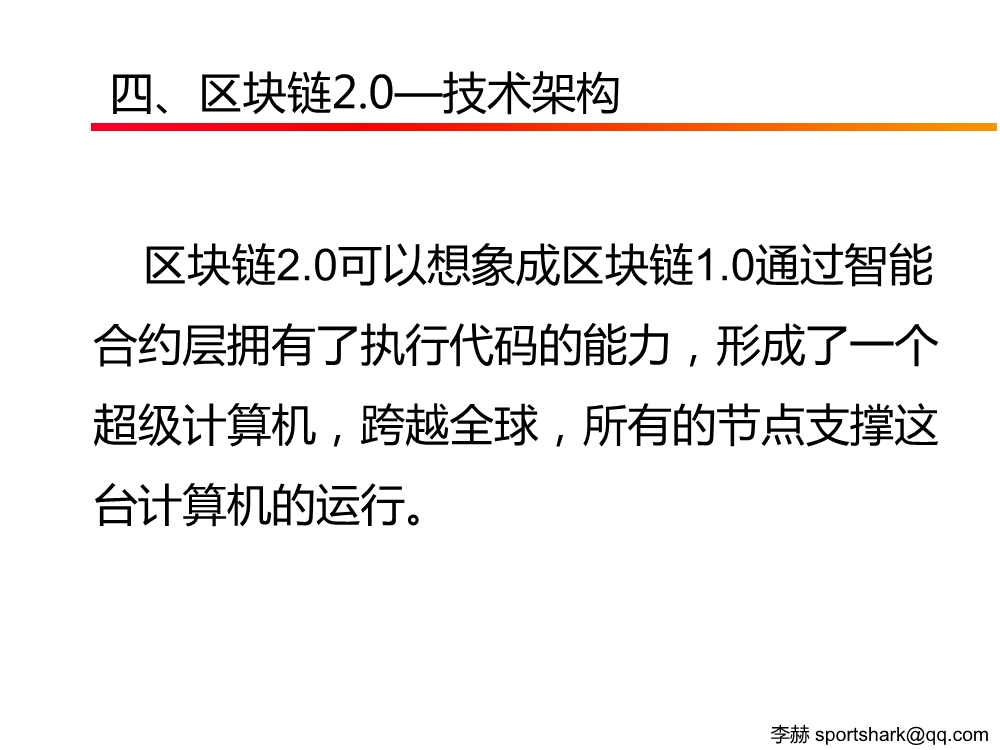 四、区块链2.0—技术架构
区块链2.0可以想象成区块链1.0通过智能
合约层拥有了执行代码的能力，形成了一个
超级计算机，跨越全球，所有的节点支撑这
台计算机的运行。
李赫 sportshark@qq.com